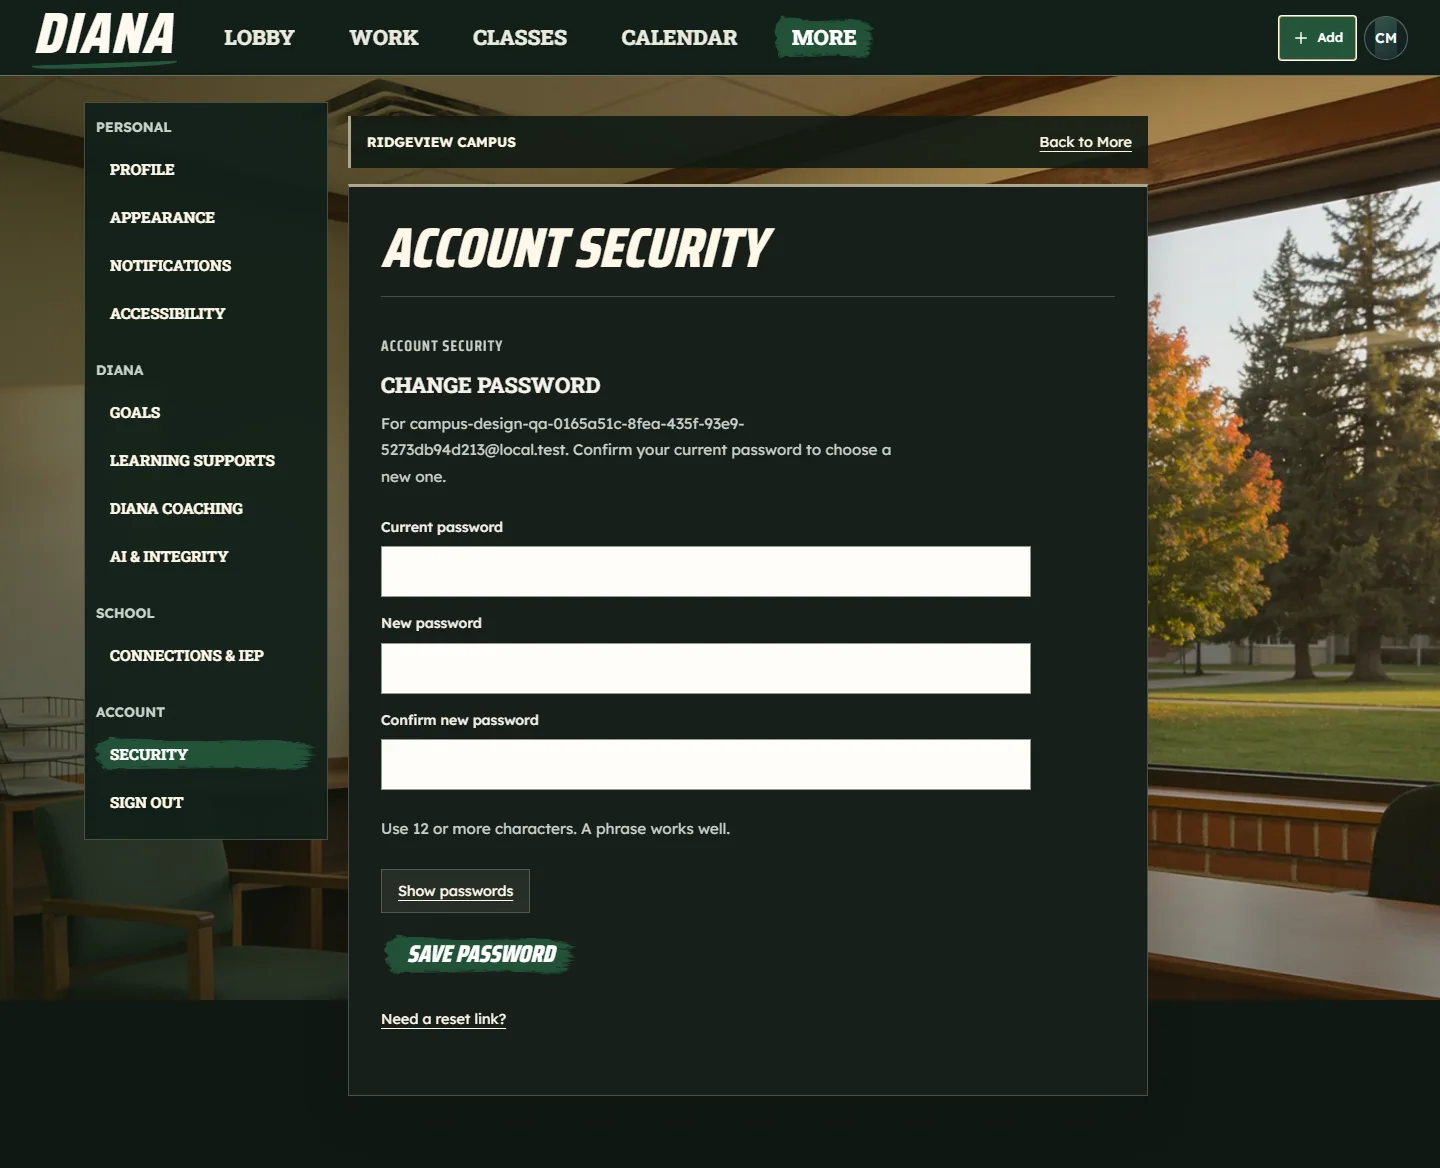 DIANA
LOBBY
WORK
CLASSES
CALENDAR
MORE
+ Add
CM
PERSONAL
PROFILE
APPEARANCE
NOTIFICATIONS
ACCESSIBILITY
DIANA
GOALS
LEARNING SUPPORTS
DIANA COACHING
AI & INTEGRITY
SCHOOL
CONNECTIONS & IEP
ACCOUNT
SECURITY
SIGN OUT
RIDGEVIEW CAMPUS
Back to More
ACCOUNT SECURITY
ACCOUNT SECURITY
CHANGE PASSWORD
For campus-design-qa-0165a51c-8fea-435f-93e9-
5273db94d213@local.test. Confirm your current password to choose a
new one.
Current password
New password
Confirm new password
Use 12 or more characters. A phrase works well.
Show passwords
SAVE PASSWORD
Need a reset link?